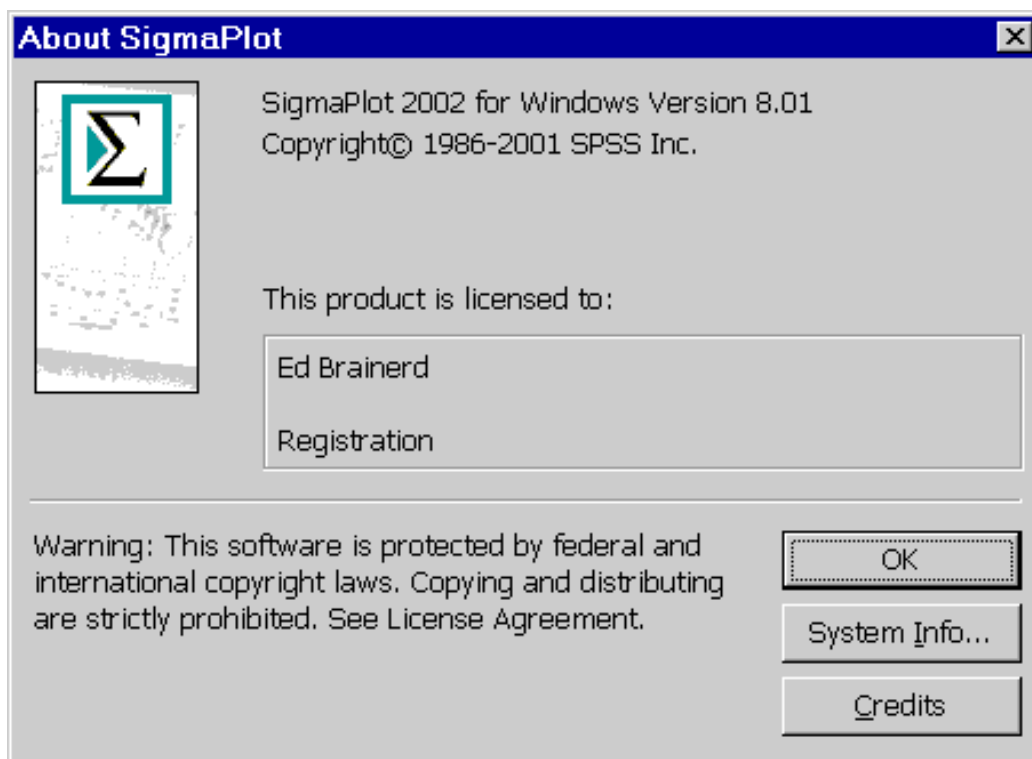 About SigmaPlot
Σ
SigmaPlot 2002 for Windows Version 8.01
Copyright© 1986-2001 SPSS Inc.
This product is licensed to:
Ed Brainerd
Registration
Warning: This software is protected by federal and
international copyright laws. Copying and distributing
are strictly prohibited. See License Agreement.
OK
System Info...
Credits